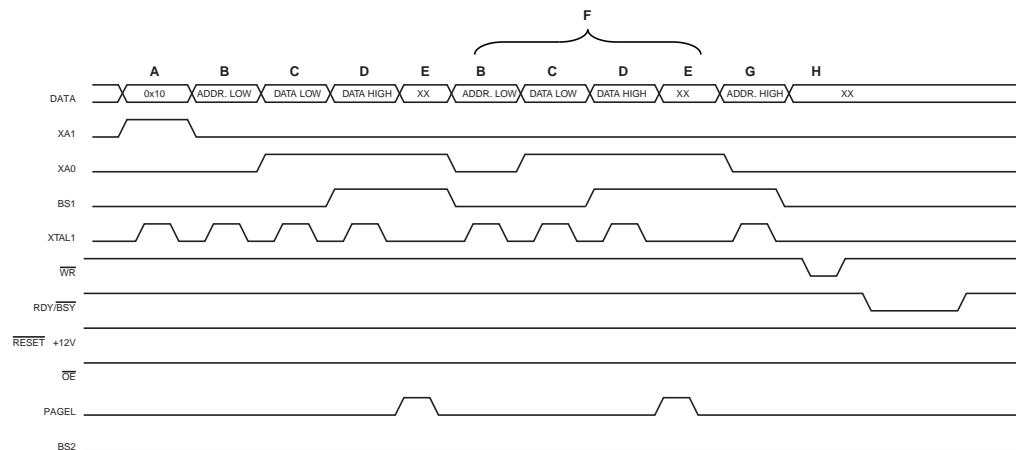 F
A B C D E B C D E G H
DATA 0x10 ADDR. LOW DATA LOW DATA HIGH XX ADDR. LOW DATA LOW DATA HIGH XX ADDR. HIGH XX
XA1
XA0
BS1
XTAL1
WR
RDY/BSY
RESET +12V
OE
PAGEL
BS2